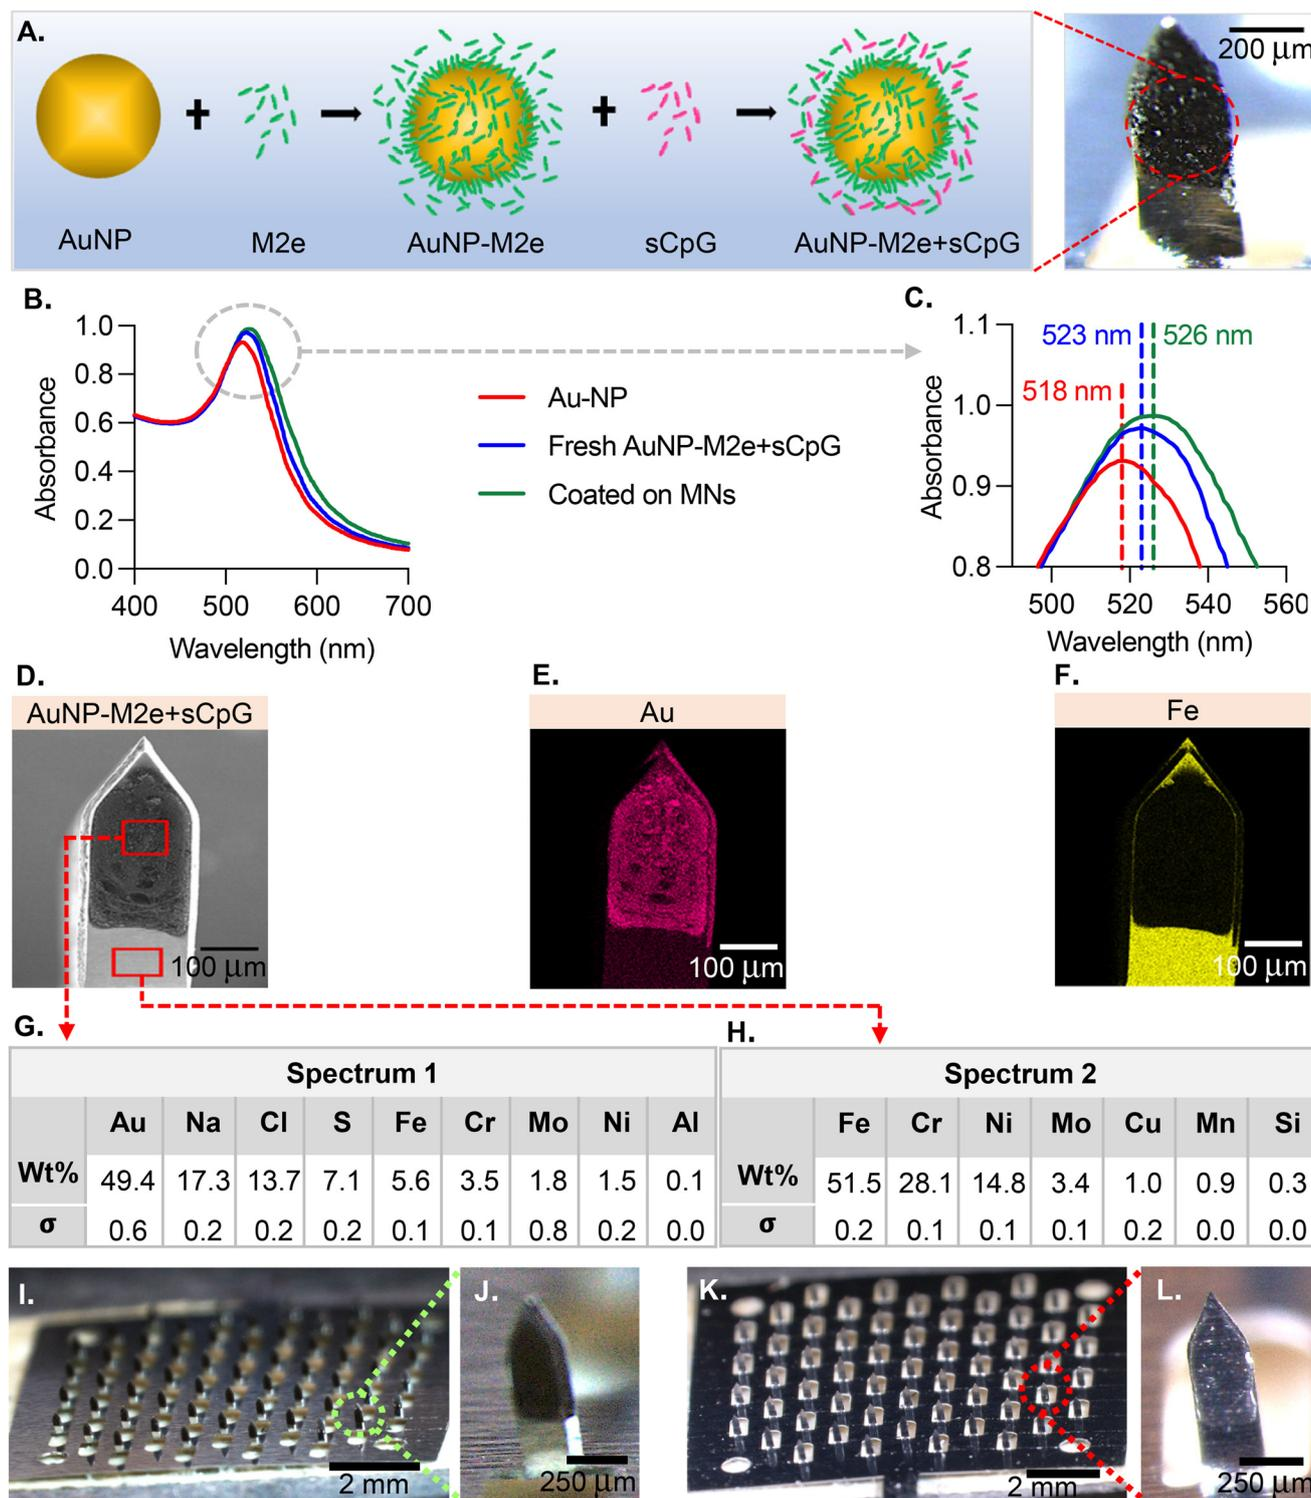 A.
200 μm
AuNP + M2e → AuNP-M2e + sCpG → AuNP-M2e+sCpG
B.
Absorbance
1.0
0.8
0.6
0.4
0.2
0.0
400 500 600 700
Wavelength (nm)
Au-NP
Fresh AuNP-M2e+sCpG
Coated on MNs
C.
Absorbance
1.1
1.0
0.9
0.8
523 nm 526 nm
518 nm
500 520 540 560
Wavelength (nm)
D.
AuNP-M2e+sCpG
100 μm
E.
Au
100 μm
F.
Fe
100 μm
G.
Spectrum 1
Au Na Cl S Fe Cr Mo Ni Al
Wt% 49.4 17.3 13.7 7.1 5.6 3.5 1.8 1.5 0.1
σ 0.6 0.2 0.2 0.2 0.1 0.1 0.8 0.2 0.0
H.
Spectrum 2
Fe Cr Ni Mo Cu Mn Si
Wt% 51.5 28.1 14.8 3.4 1.0 0.9 0.3
σ 0.2 0.1 0.1 0.1 0.2 0.0 0.0
I.
2 mm
J.
250 μm
K.
2 mm
L.
250 μm